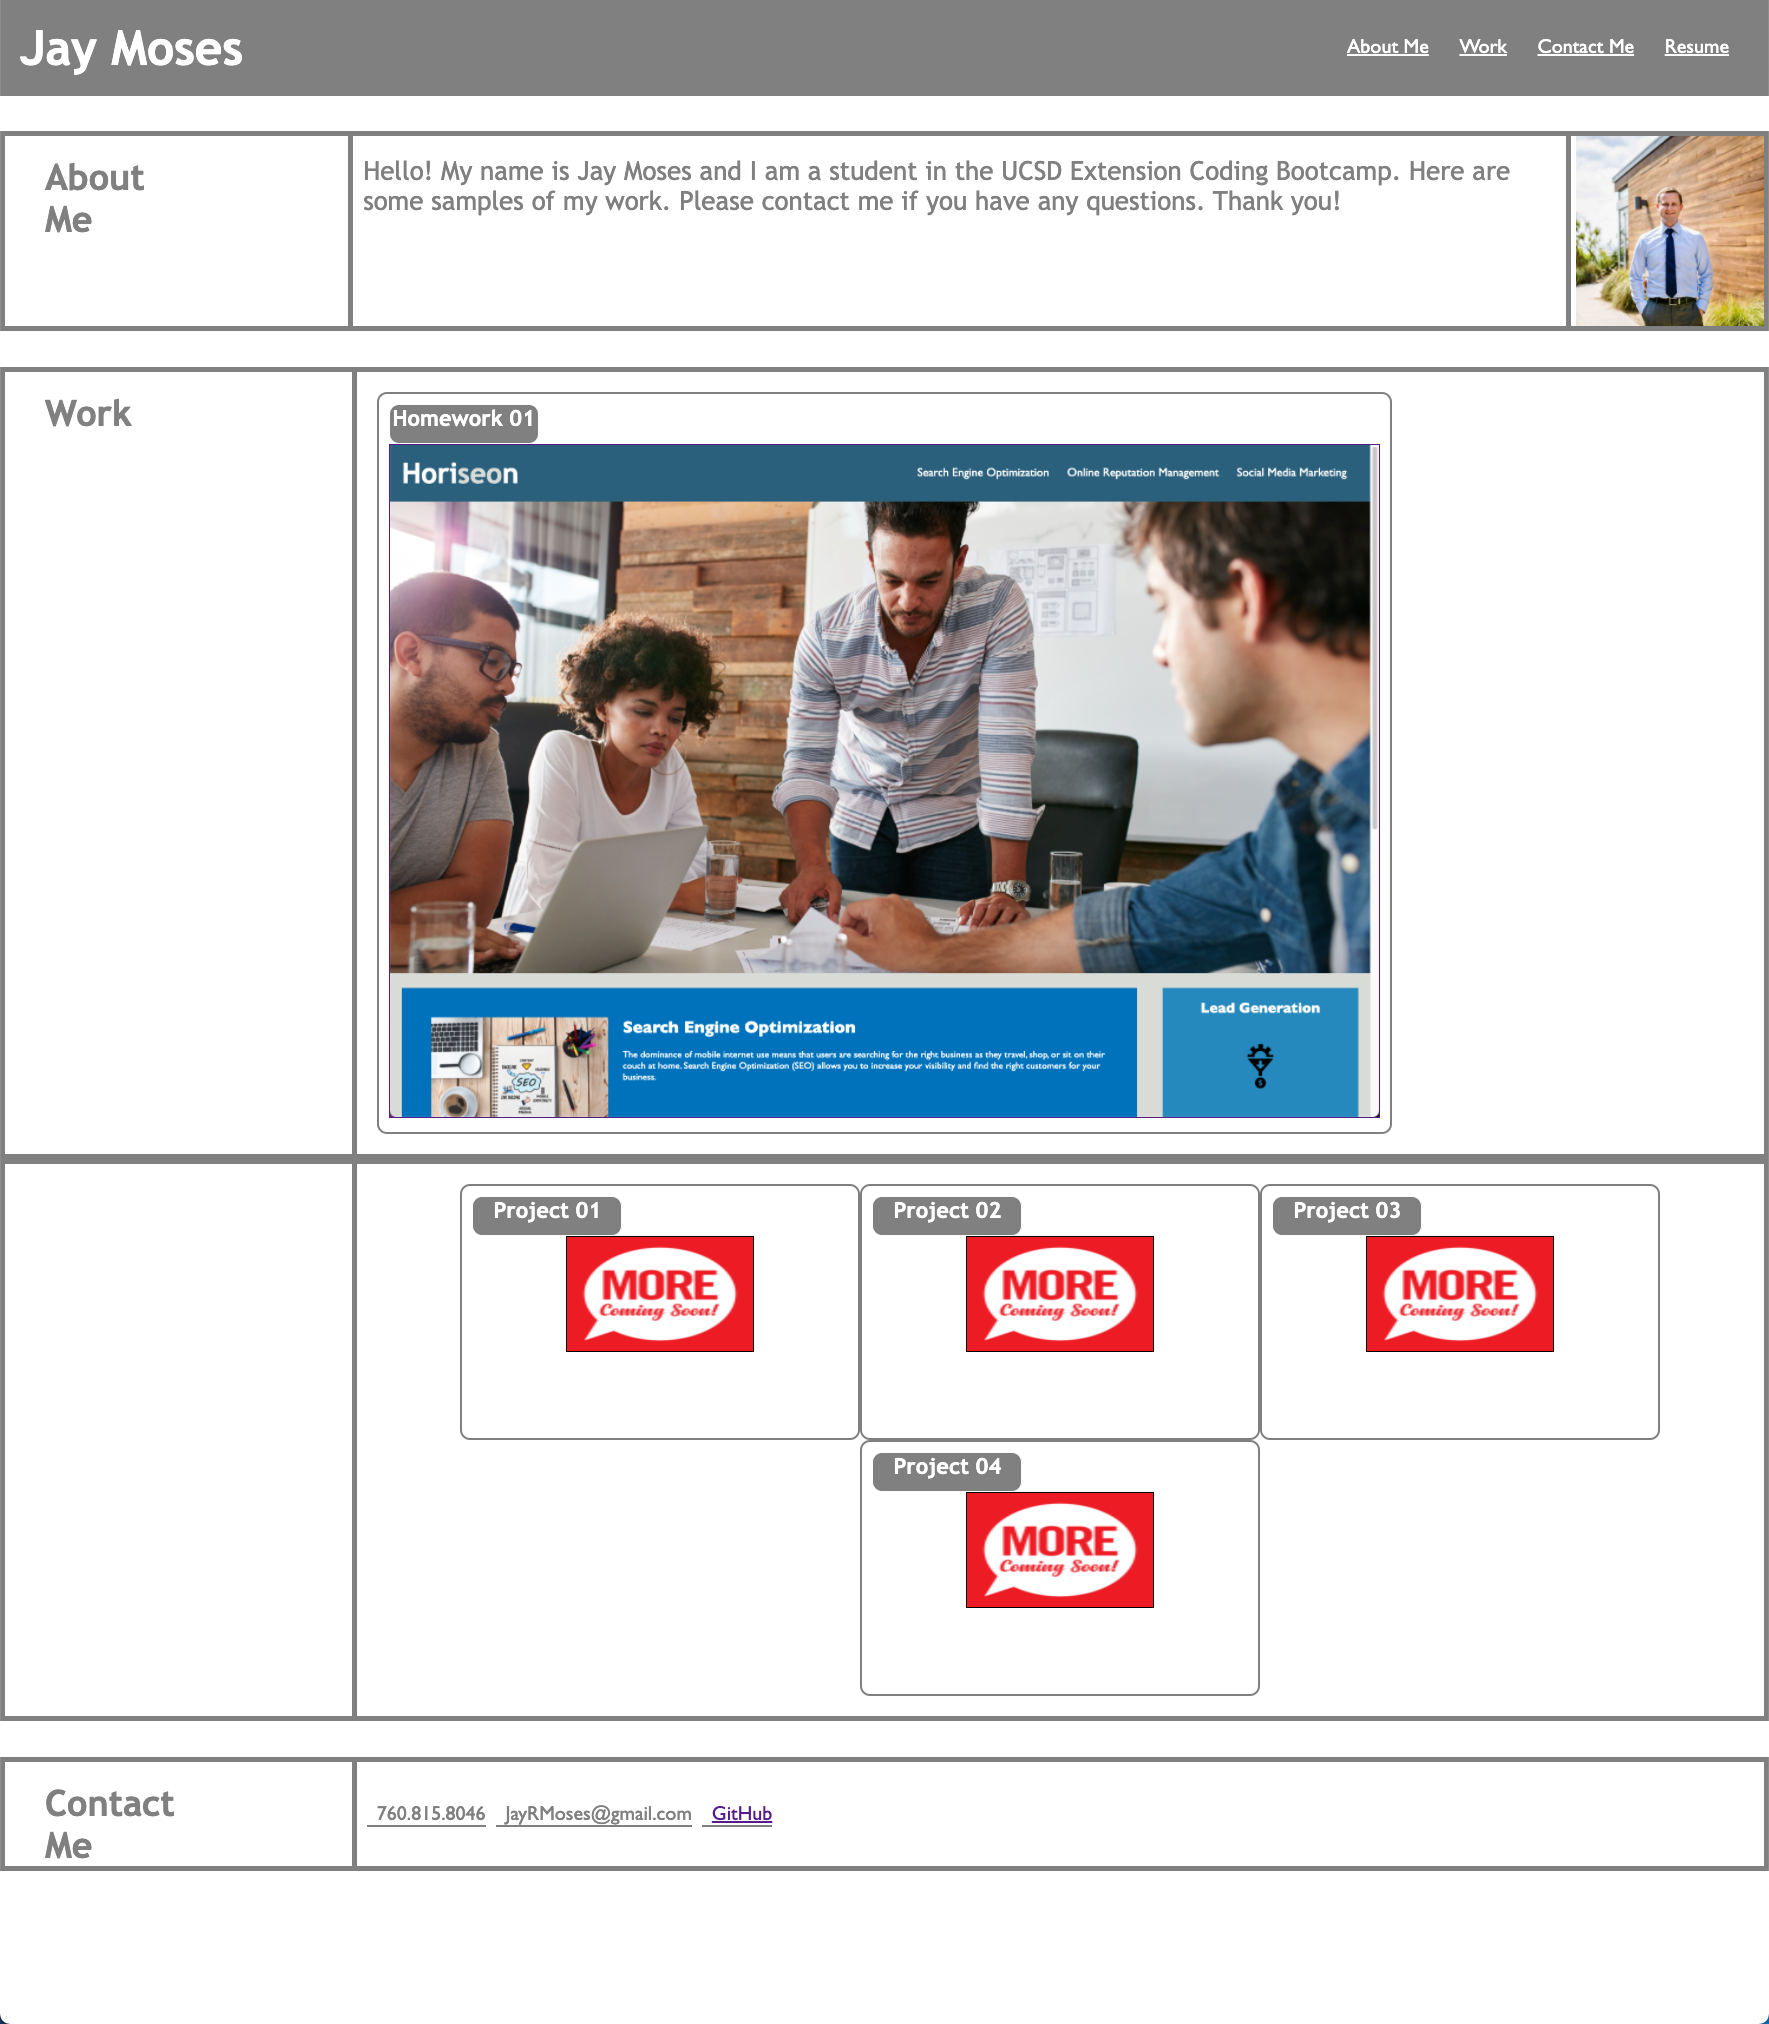 Jay Moses
About Me Work Contact Me Resume
About
Me
Hello! My name is Jay Moses and I am a student in the UCSD Extension Coding Bootcamp. Here are
some samples of my work. Please contact me if you have any questions. Thank you!
Work
Homework 01
Horiseon
Search Engine Optimization Online Reputation Management Social Media Marketing
Search Engine Optimization
The dominance of mobile internet use means that users are searching for the right business as they travel, shop, or sit on their
couch at home. Search Engine Optimization (SEO) allows you to increase your visibility and find the right customers for your
business.
SEO
Lead Generation
Project 01
MORE
Coming Soon!
Project 02
MORE
Coming Soon!
Project 03
MORE
Coming Soon!
Project 04
MORE
Coming Soon!
Contact
Me
760.815.8046 JayRMoses@gmail.com GitHub